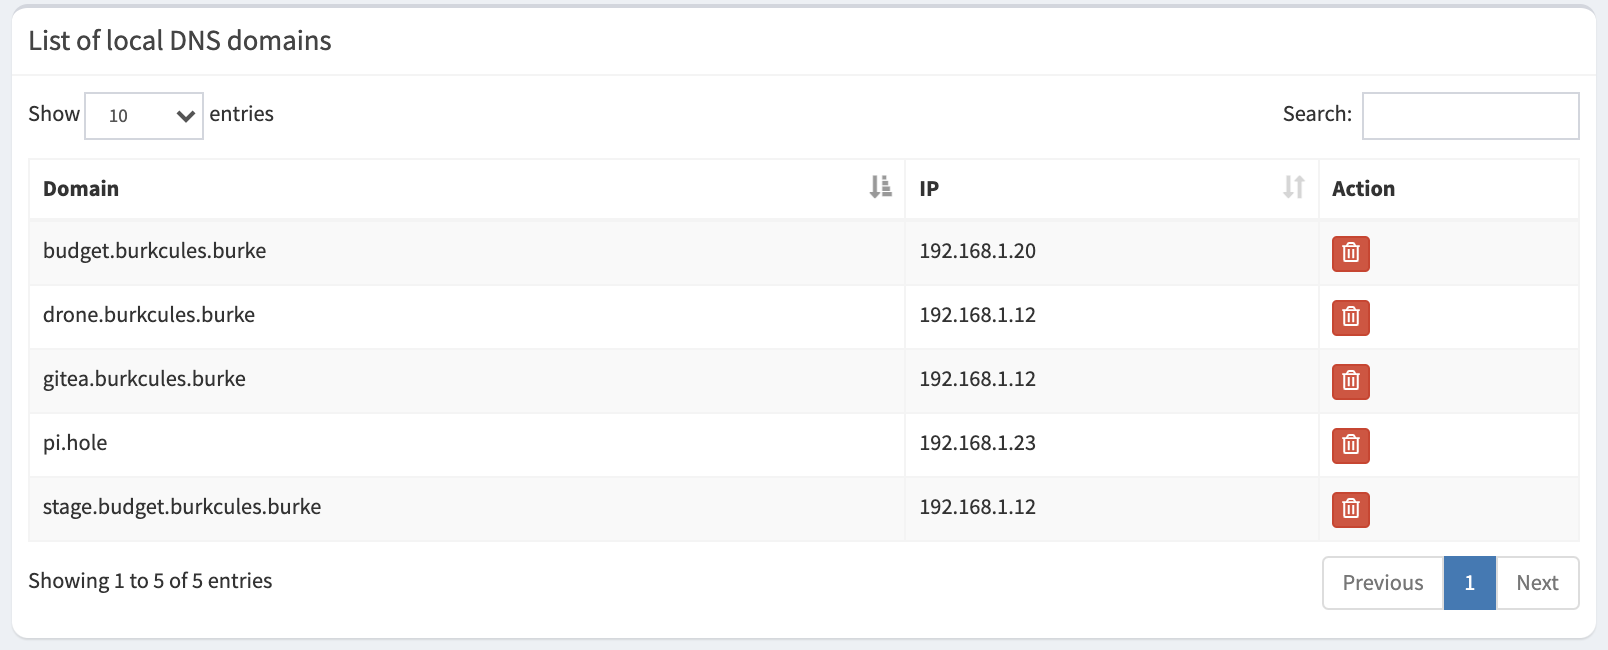 List of local DNS domains
Show 10 entries
Search:
Domain IP Action
budget.burkcules.burke 192.168.1.20
drone.burkcules.burke 192.168.1.12
gitea.burkcules.burke 192.168.1.12
pi.hole 192.168.1.23
stage.budget.burkcules.burke 192.168.1.12
Showing 1 to 5 of 5 entries
Previous 1 Next